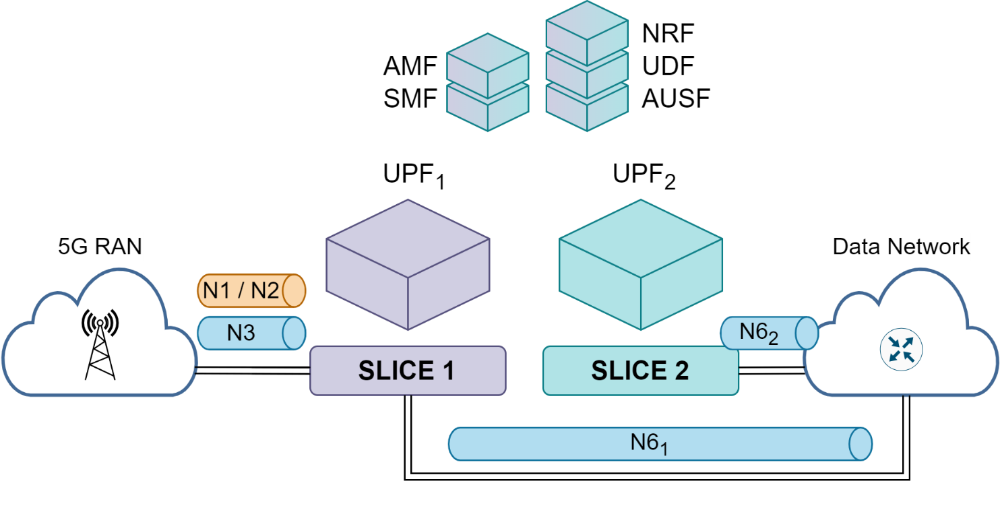 NRF
AMF
UDF
SMF
AUSF
UPF₁
UPF₂
5G RAN
Data Network
N1 / N2
N3
N6₂
SLICE 1
SLICE 2
N6₁